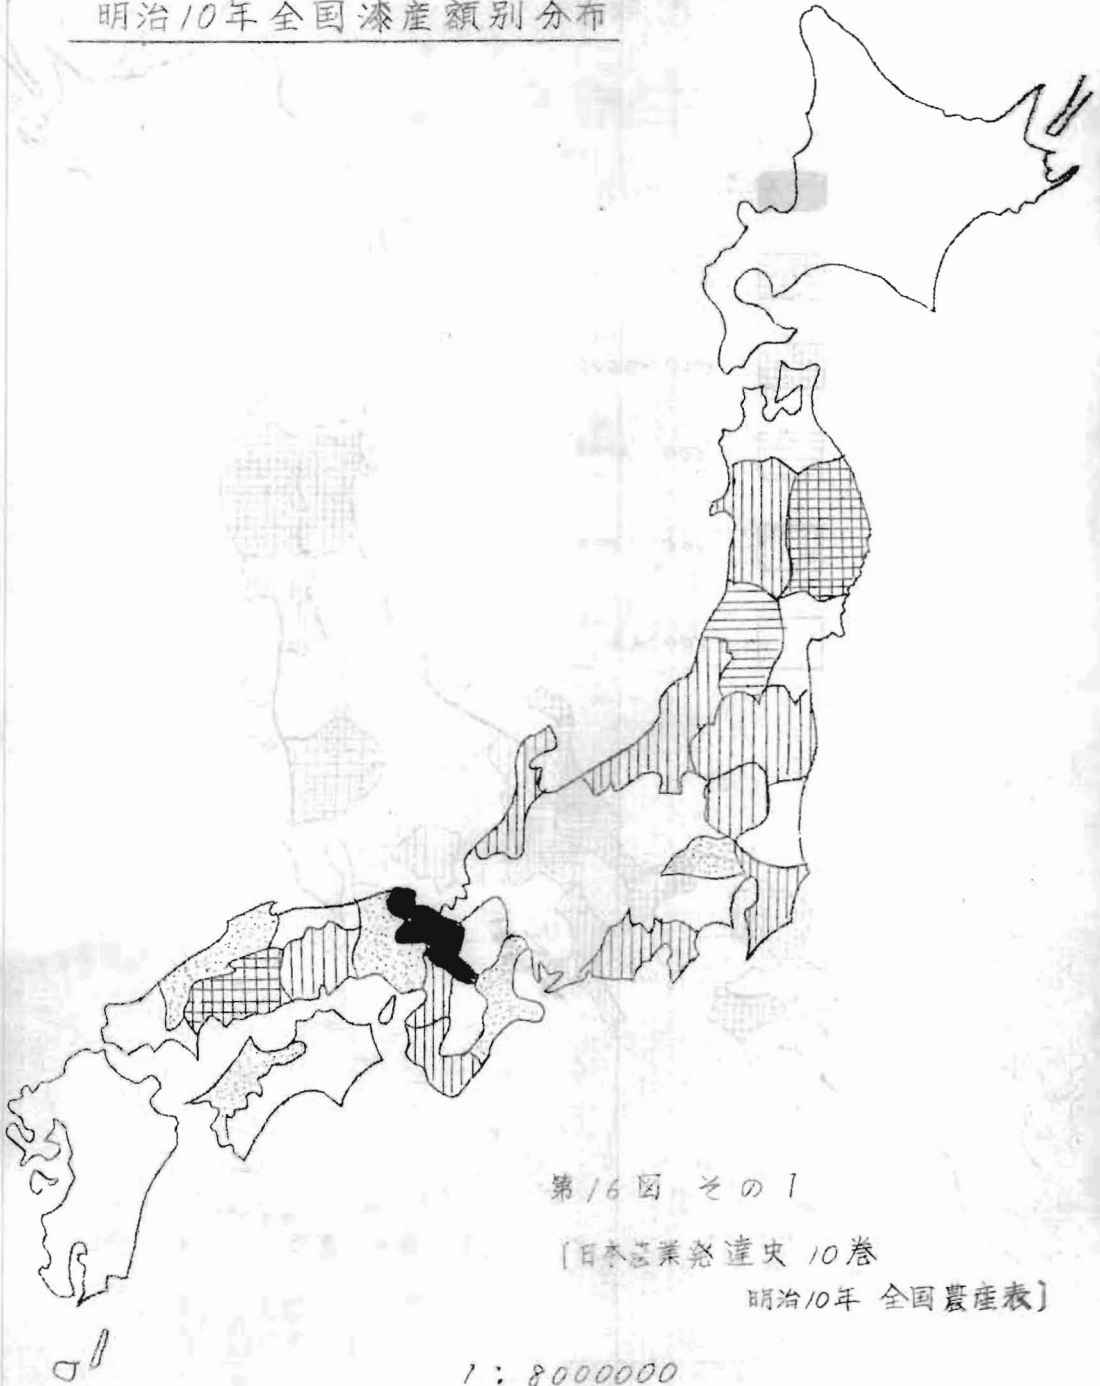 明治10年全国漆産額別分布
第16図 その1
[日本農業発達史 10巻
明治10年 全国農産表]
1:8000000